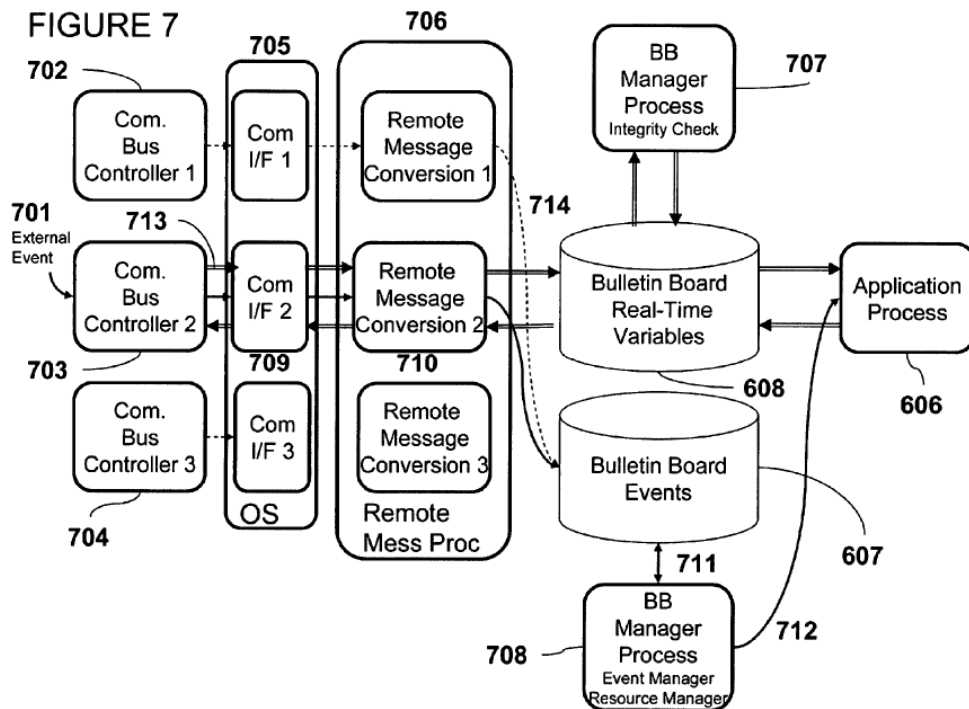 FIGURE 7
702
Com.
Bus
Controller 1
705
Com
I/F 1
706
Remote
Message
Conversion 1
BB
Manager
Process
Integrity Check
707
701
External
Event
713
Com.
Bus
Controller 2
703
Com
I/F 2
709
Remote
Message
Conversion 2
710
714
Bulletin Board
Real-Time
Variables
608
Application
Process
606
Com.
Bus
Controller 3
704
Com
I/F 3
OS
Remote
Message
Conversion 3
Remote
Mess Proc
Bulletin Board
Events
607
711
BB
Manager
Process
Event Manager
Resource Manager
708
712